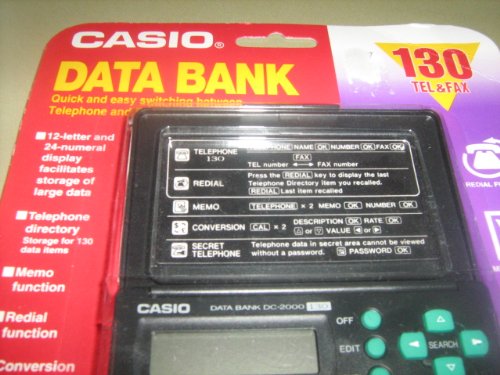 CASIO®
DATA BANK
Quick and easy switching between
Telephone and
130
TEL & FAX
12-letter and
24-numeral
display
facilitates
storage of
large data
Telephone
directory
Storage for 130
data items
Memo
function
Redial
function
Conversion
REDIAL
TELEPHONE
130
TELEPHONE NAME OK NUMBER OK FAX OK
FAX
TEL number ↔ FAX number
REDIAL
Press the REDIAL key to display the last
Telephone Directory item you recalled.
REDIAL Last item recalled
MEMO
TELEPHONE × 2 MEMO OK NUMBER OK
CONVERSION
CAL × 2
DESCRIPTION OK RATE OK
△ or ▽ VALUE ◀ or ▶
SECRET
TELEPHONE
Telephone data in secret area cannot be viewed
without a password. PASSWORD OK
CASIO
DATA BANK DC-2000 130
OFF
EDIT
SEARCH